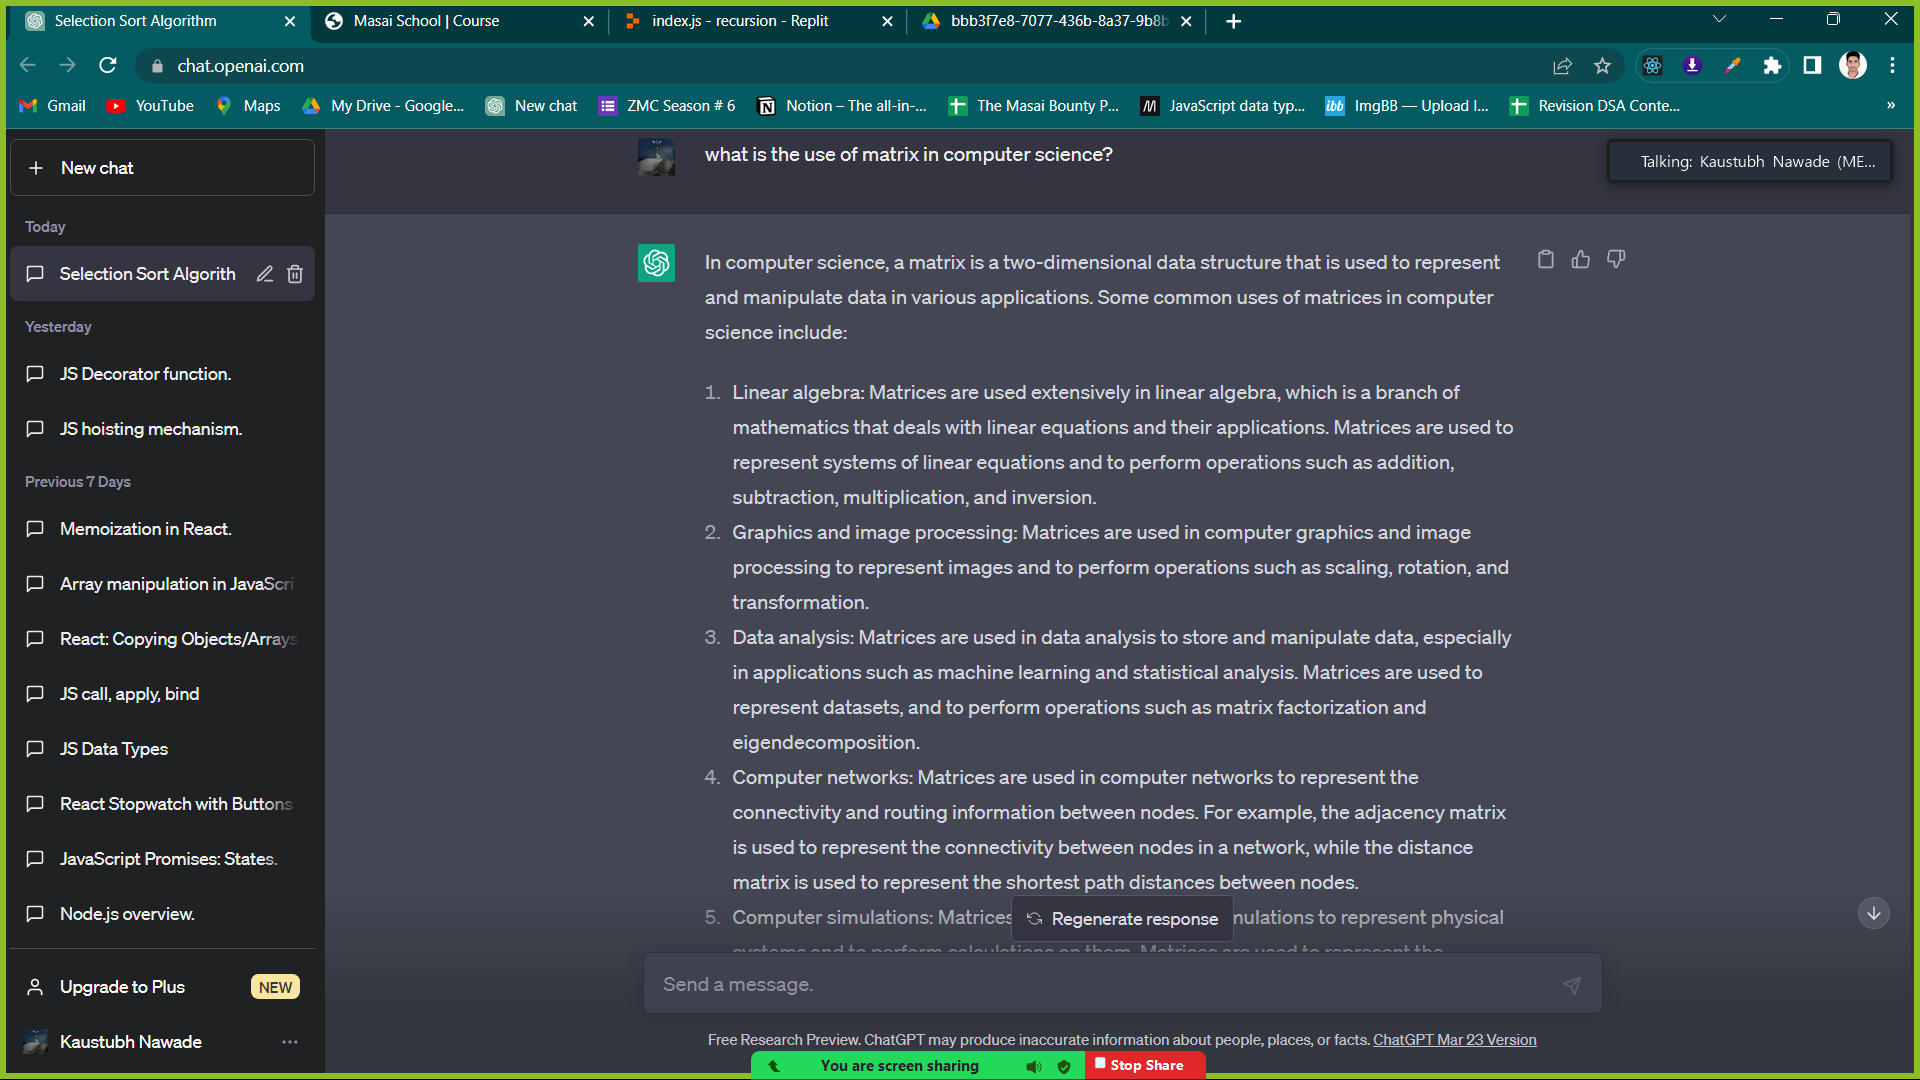 Selection Sort Algorithm
Masai School | Course
index.js - recursion - Replit
bbb3f7e8-7077-436b-8a37-9b8b
chat.openai.com
Gmail
YouTube
Maps
My Drive - Google...
New chat
ZMC Season # 6
Notion – The all-in-...
The Masai Bounty P...
JavaScript data typ...
ibb
ImgBB — Upload I...
Revision DSA Conte...
»
New chat
Today
Selection Sort Algorith
Yesterday
JS Decorator function.
JS hoisting mechanism.
Previous 7 Days
Memoization in React.
Array manipulation in JavaScri
React: Copying Objects/Arrays
JS call, apply, bind
JS Data Types
React Stopwatch with Buttons
JavaScript Promises: States.
Node.js overview.
Upgrade to Plus
NEW
Kaustubh Nawade
what is the use of matrix in computer science?
Talking: Kaustubh Nawade (ME...
In computer science, a matrix is a two-dimensional data structure that is used to represent
and manipulate data in various applications. Some common uses of matrices in computer
science include:
1. Linear algebra: Matrices are used extensively in linear algebra, which is a branch of
mathematics that deals with linear equations and their applications. Matrices are used to
represent systems of linear equations and to perform operations such as addition,
subtraction, multiplication, and inversion.
2. Graphics and image processing: Matrices are used in computer graphics and image
processing to represent images and to perform operations such as scaling, rotation, and
transformation.
3. Data analysis: Matrices are used in data analysis to store and manipulate data, especially
in applications such as machine learning and statistical analysis. Matrices are used to
represent datasets, and to perform operations such as matrix factorization and
eigendecomposition.
4. Computer networks: Matrices are used in computer networks to represent the
connectivity and routing information between nodes. For example, the adjacency matrix
is used to represent the connectivity between nodes in a network, while the distance
matrix is used to represent the shortest path distances between nodes.
5. Computer simulations: Matrices mulations to represent physical
Regenerate response
systems and to perform calculations on them. Matrices are used to represent the
Send a message.
Free Research Preview. ChatGPT may produce inaccurate information about people, places, or facts. ChatGPT Mar 23 Version
You are screen sharing
Stop Share